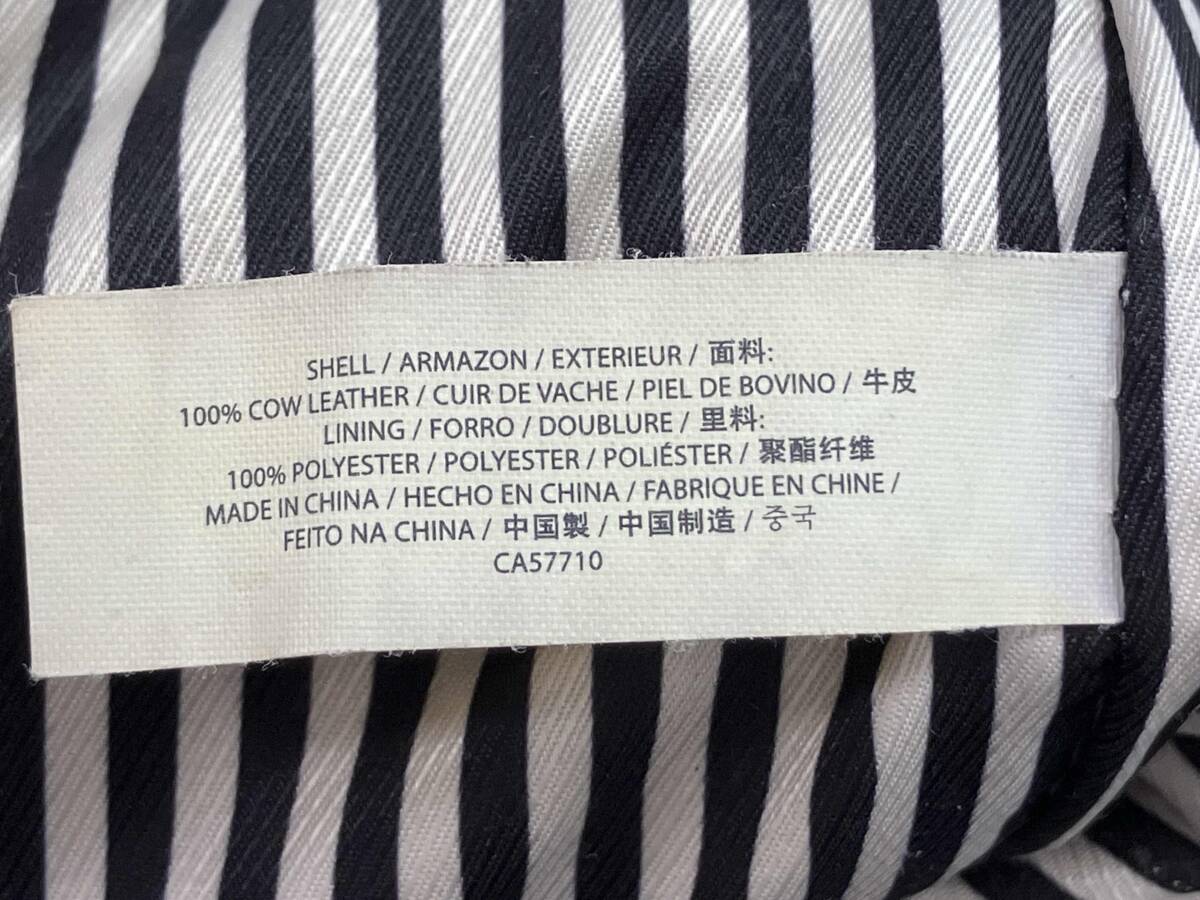 SHELL / ARMAZON / EXTERIEUR / 面料:
100% COW LEATHER / CUIR DE VACHE / PIEL DE BOVINO / 牛皮
LINING / FORRO / DOUBLURE / 里料:
100% POLYESTER / POLYESTER / POLIÉSTER / 聚酯纤维
MADE IN CHINA / HECHO EN CHINA / FABRIQUE EN CHINE /
FEITO NA CHINA / 中国製 / 中国制造 / 중국
CA57710